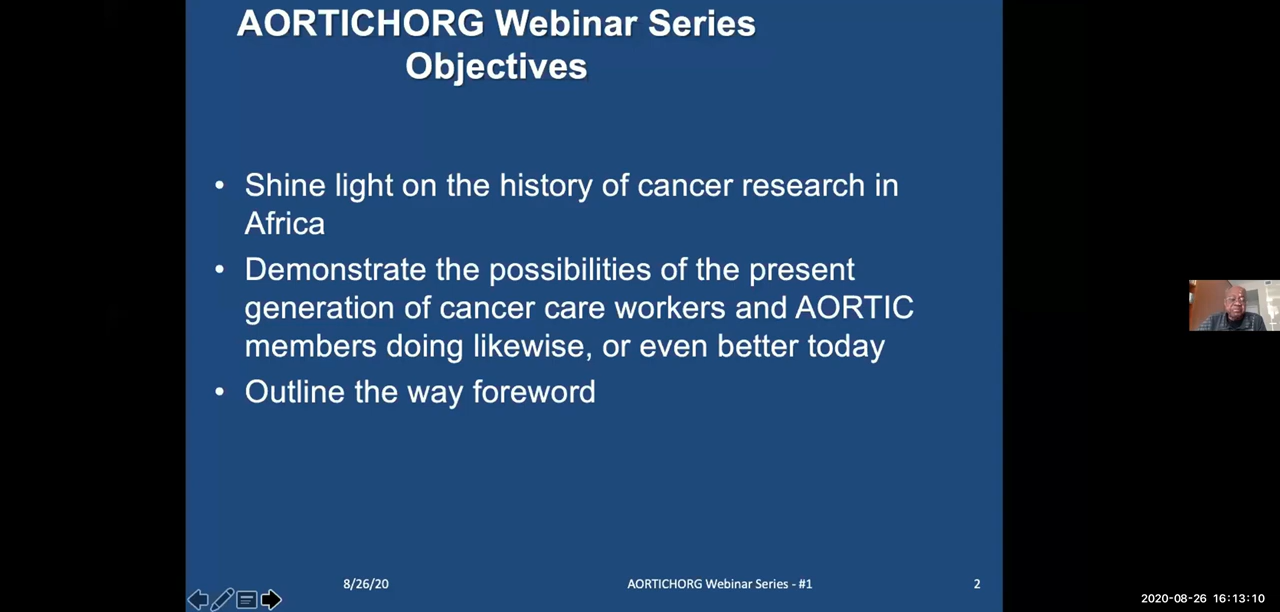 AORTICHORG Webinar Series
Objectives
• Shine light on the history of cancer research in
Africa
• Demonstrate the possibilities of the present
generation of cancer care workers and AORTIC
members doing likewise, or even better today
• Outline the way foreword
8/26/20
AORTICHORG Webinar Series - #1
2
2020-08-26 16:13:10